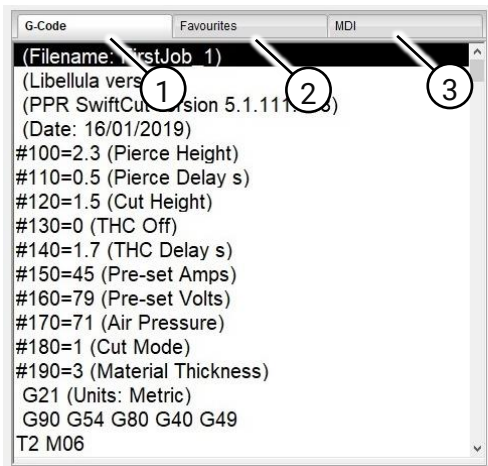 G-Code Favourites MDI
(Filename: FirstJob_1)
(Libellula
(PPR SwiftCut 5.1.111.
(Date: 16/01/2019)
#100=2.3 (Pierce Height)
#110=0.5 (Pierce Delay s)
#120=1.5 (Cut Height)
#130=0 (THC Off)
#140=1.7 (THC Delay s)
#150=45 (Pre-set Amps)
#160=79 (Pre-set Volts)
#170=71 (Air Pressure)
#180=1 (Cut Mode)
#190=3 (Material Thickness)
G21 (Units: Metric)
G90 G54 G80 G40 G49
T2 M06
1
2
3